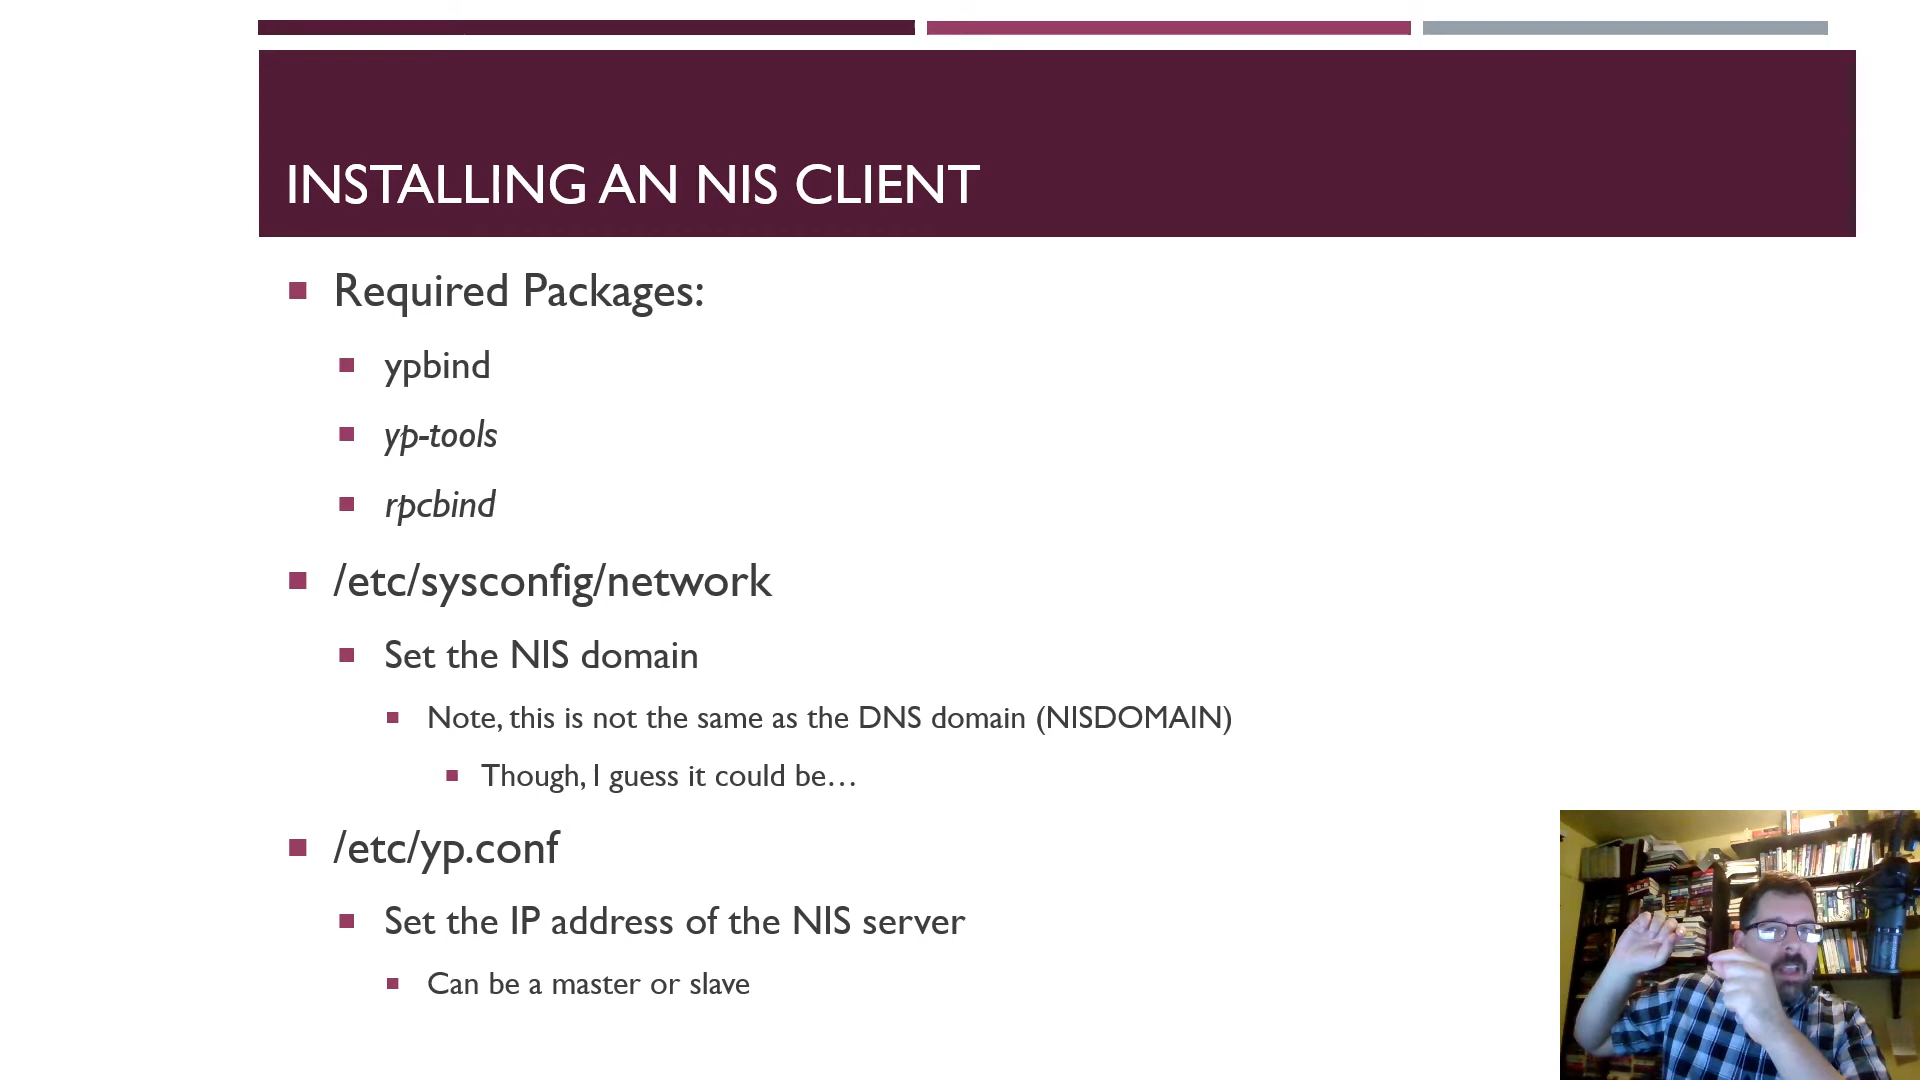 INSTALLING AN NIS CLIENT
Required Packages:
ypbind
yp-tools
rpcbind
/etc/sysconfig/network
Set the NIS domain
Note, this is not the same as the DNS domain (NISDOMAIN)
Though, I guess it could be…
/etc/yp.conf
Set the IP address of the NIS server
Can be a master or slave